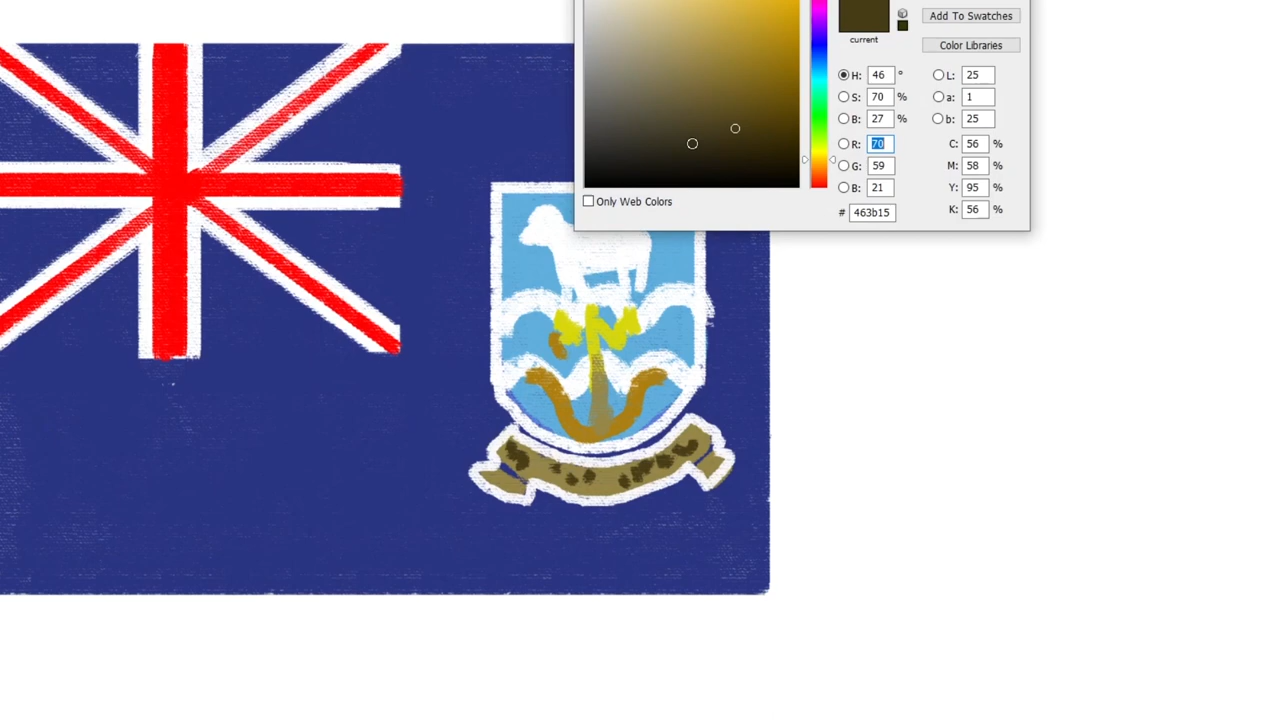 Add To Swatches
current
Color Libraries
H: 46 ° L: 25
S: 70 % a: 1
B: 27 % b: 25
R: 70 C: 56 %
G: 59 M: 58 %
B: 21 Y: 95 %
# 463b15 K: 56 %
Only Web Colors